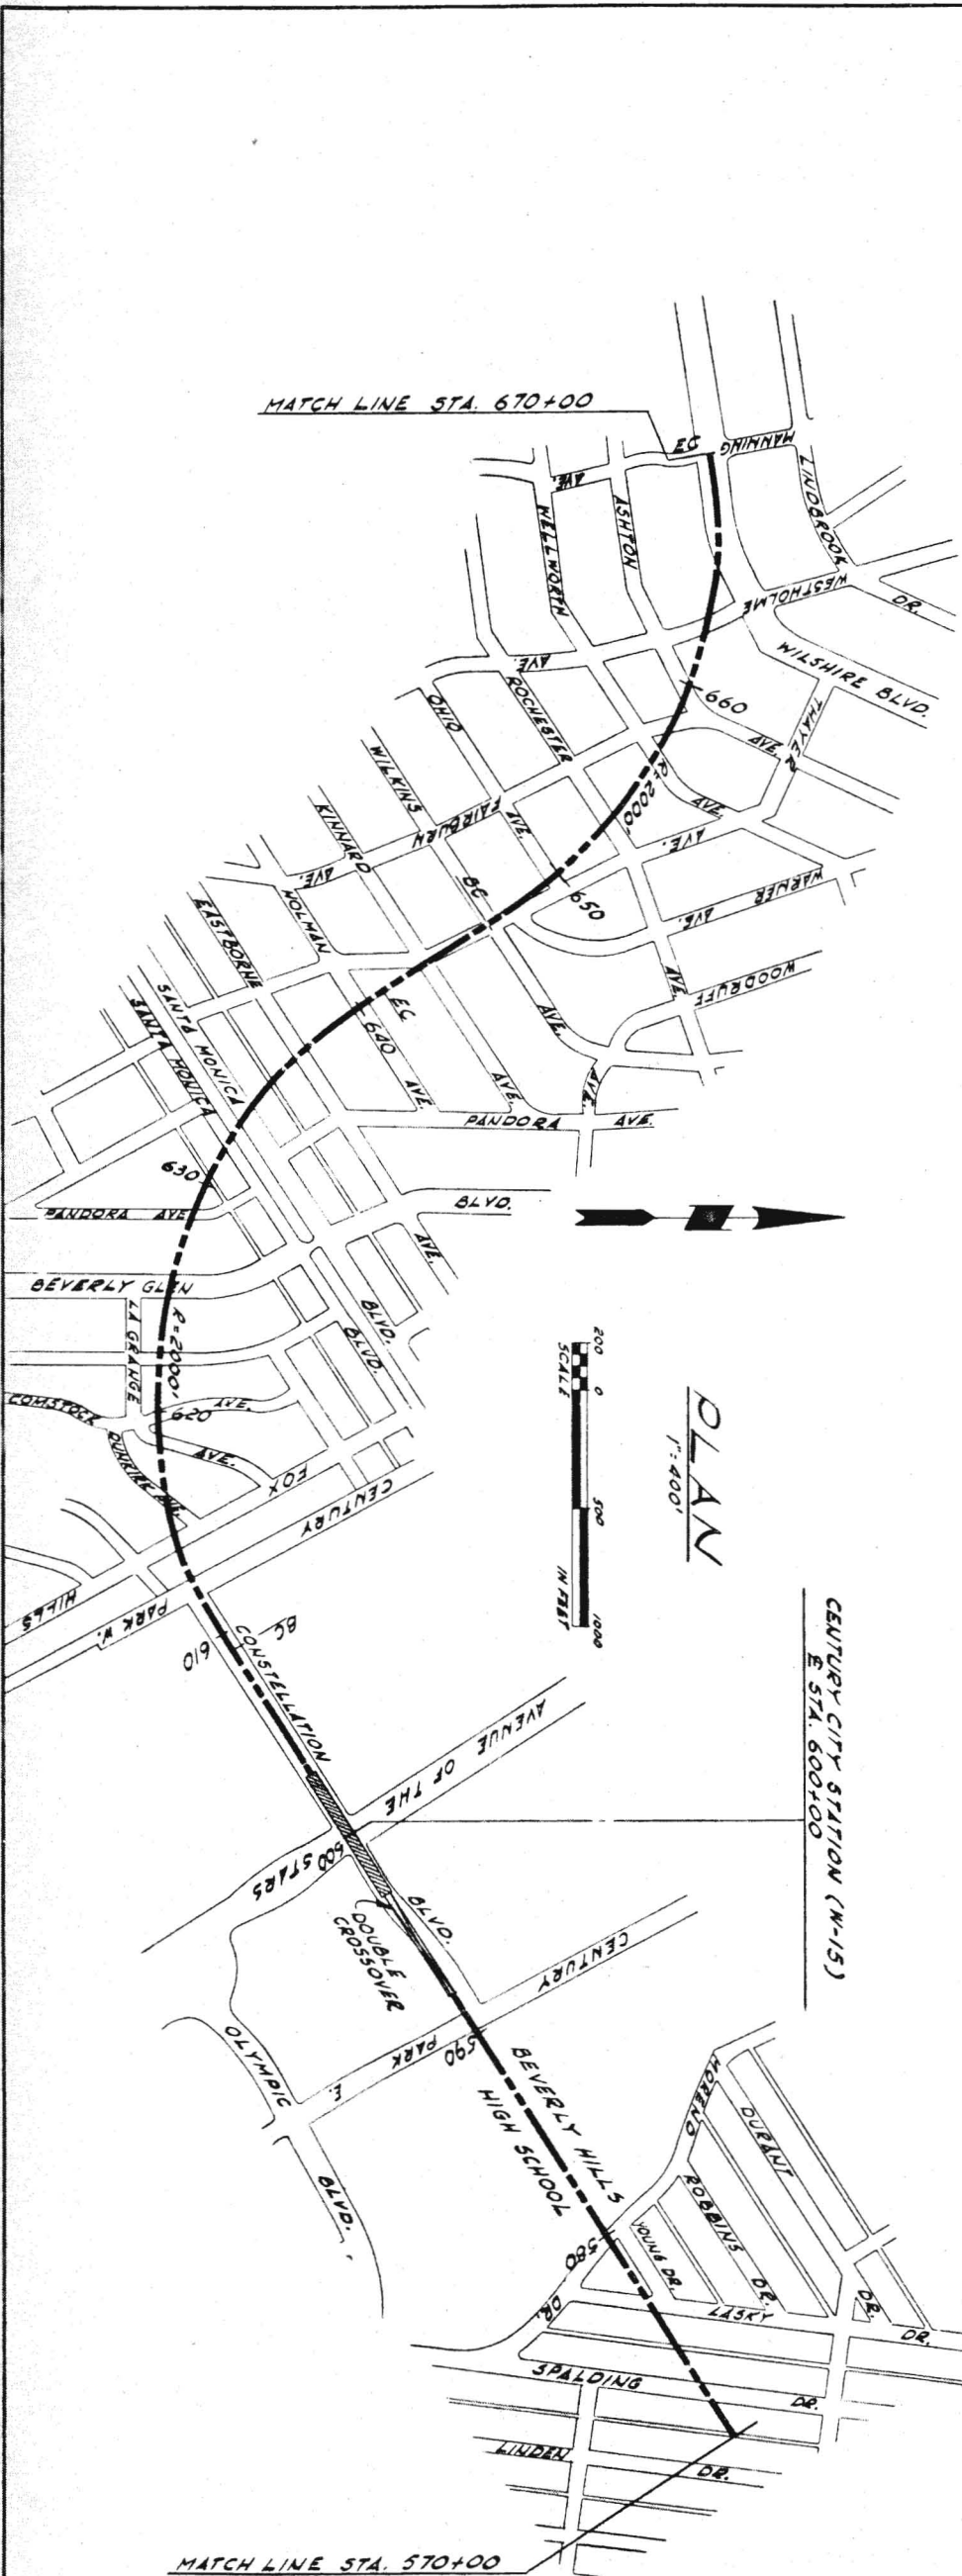 MATCH LINE STA. 670+00
EC
MANNING
AVE.
LINDBROOK
DR.
ASHTON
WELLWORTH
WESTHOLME
AVE.
WILSHIRE BLVD.
THAYER
AVE.
660
ROCHESTER
OHIO
WILKINS
KINNARD
R=2000'
AVE.
AVE.
FAIRBURN
AVE.
AVE.
WARNER
AVE.
BC
650
HOLMAN
EASTBORNE
WOODRUFF
AVE.
AVE.
AVE.
EC
640
SANTA MONICA
SANTA MONICA
AVE.
AVE.
PANDORA
AVE.
630
PANDORA AVE.
BLVD.
AVE.
BEVERLY GLEN
LA GRANGE
R=2000'
BLVD.
BLVD.
COMSTOCK
AVE.
620
DUNKIRK AVE.
AVE.
FOX
CENTURY
HILLS
PARK W.
610
BC
CONSTELLATION
200
0
500
1000
SCALE
IN FEET
PLAN
1"=400'
CENTURY CITY STATION (N-15)
℄ STA. 600+00
AVENUE OF THE
STARS
600
BLVD.
DOUBLE
CROSSOVER
CENTURY
PARK
E.
590
OLYMPIC
BLVD.
BEVERLY HILLS
HIGH SCHOOL
MORENO
DURANT
ROBBINS
DR.
YOUNG DR.
580
DR.
LASKY
DR.
DR.
SPALDING
DR.
LINDEN
DR.
MATCH LINE STA. 570+00